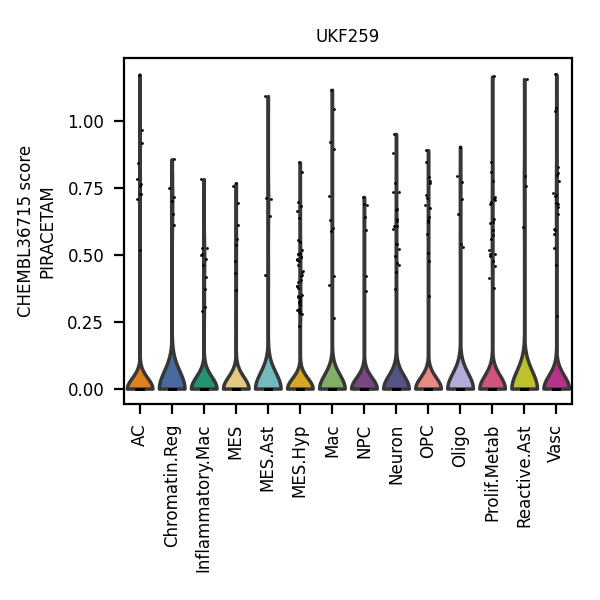 UKF259
CHEMBL36715 score
PIRACETAM
1.00
0.75
0.50
0.25
0.00
AC
Chromatin.Reg
Inflammatory.Mac
MES
MES.Ast
MES.Hyp
Mac
NPC
Neuron
OPC
Oligo
Prolif.Metab
Reactive.Ast
Vasc